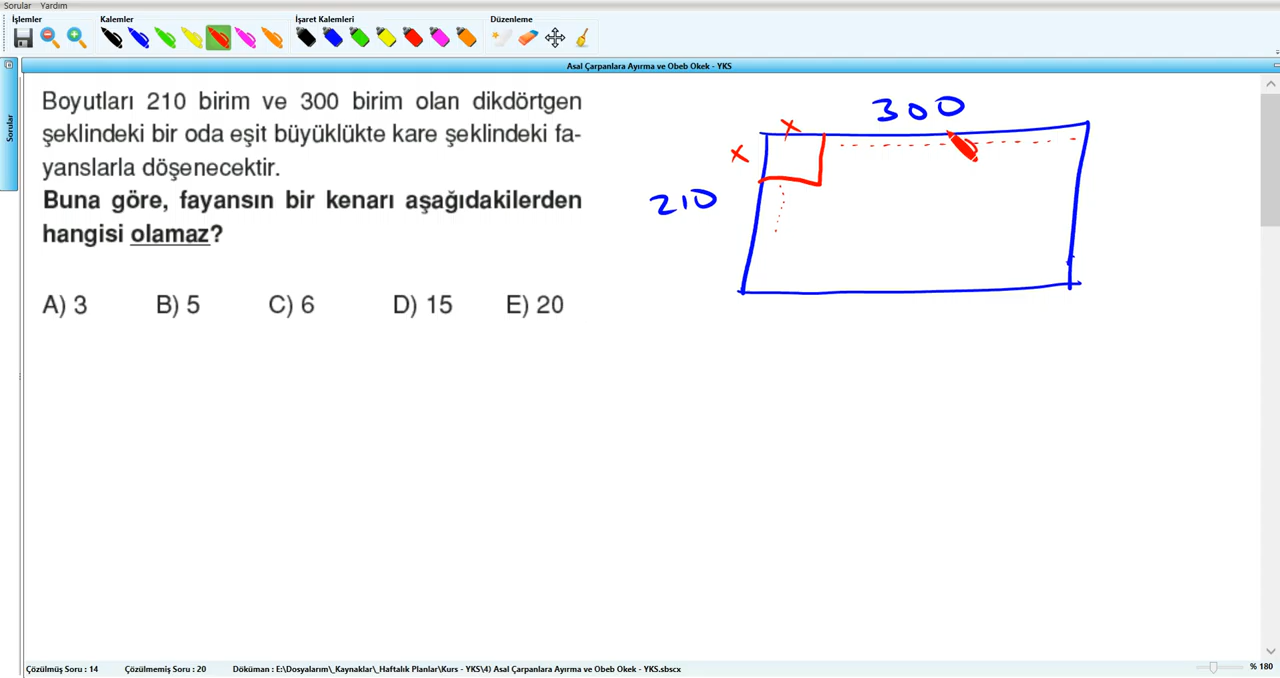 Sorular Yardım
İşlemler Kalemler İşaret Kalemleri Düzenleme
Asal Çarpanlara Ayırma ve Obeb Okek - YKS
Sorular
Boyutları 210 birim ve 300 birim olan dikdörtgen
şeklindeki bir oda eşit büyüklükte kare şeklindeki fa-
yanslarla döşenecektir.
Buna göre, fayansın bir kenarı aşağıdakilerden
hangisi olamaz?
A) 3 B) 5 C) 6 D) 15 E) 20
300
x
x
210
Çözülmüş Soru : 14 Çözülmemiş Soru : 20 Döküman : E:\Dosyalarım\_Kaynaklar\_Haftalık Planlar\Kurs - YKS\4) Asal Çarpanlara Ayırma ve Obeb Okek - YKS.sbscx % 180